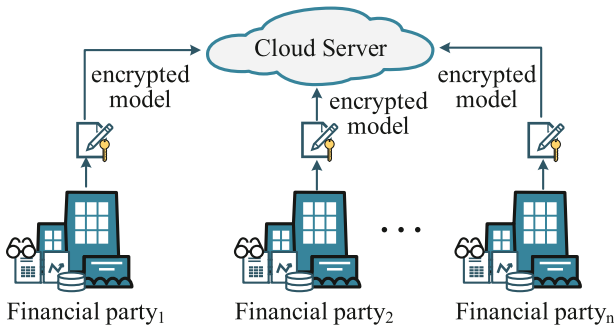 Cloud Server
encrypted
model
encrypted
model
encrypted
model
...
Financial party₁
Financial party₂
Financial partyₙ